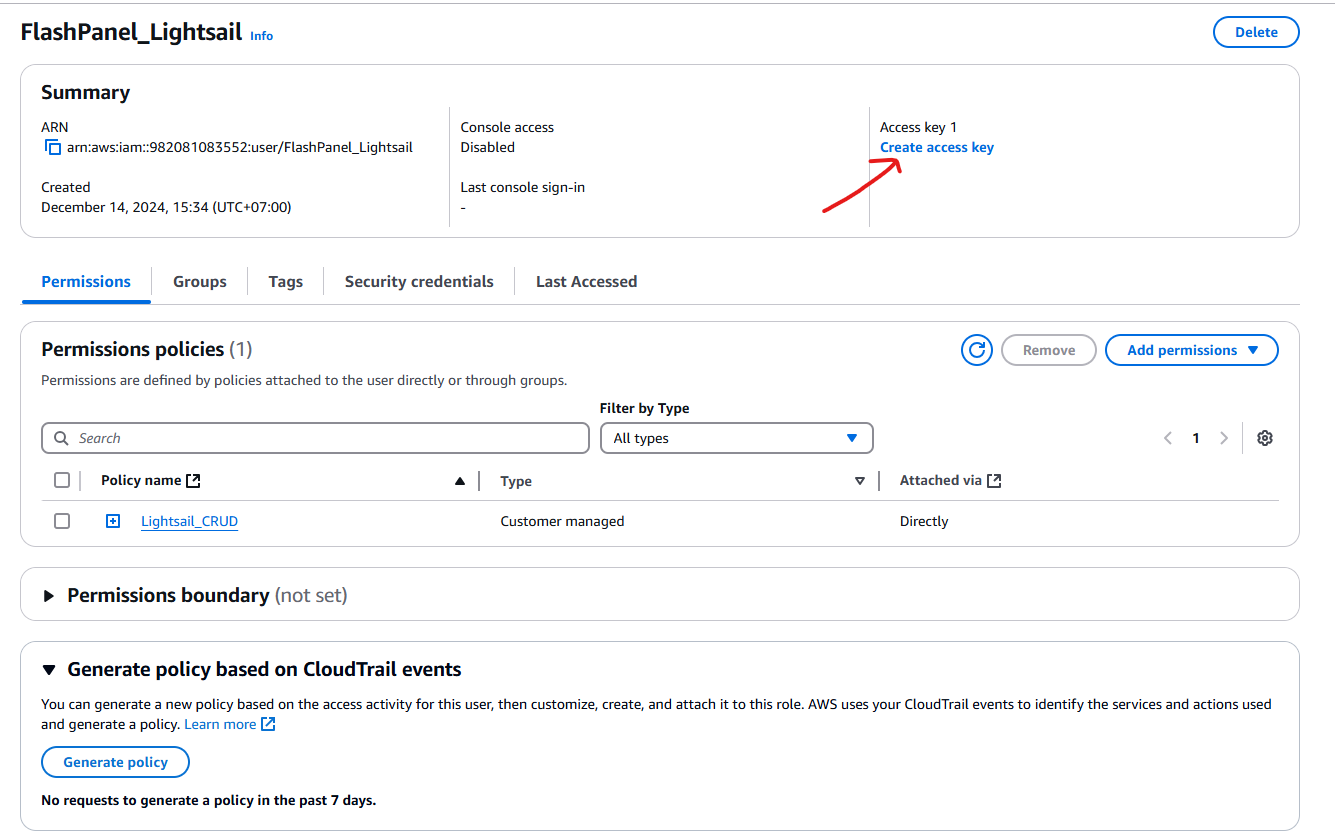 FlashPanel_Lightsail Info
Delete
Summary
ARN
arn:aws:iam::982081083552:user/FlashPanel_Lightsail
Console access
Disabled
Access key 1
Create access key
Created
December 14, 2024, 15:34 (UTC+07:00)
Last console sign-in
-
Permissions Groups Tags Security credentials Last Accessed
Permissions policies (1)
Remove
Add permissions
Permissions are defined by policies attached to the user directly or through groups.
Filter by Type
Search
All types
1
Policy name Type Attached via
Lightsail_CRUD Customer managed Directly
Permissions boundary (not set)
Generate policy based on CloudTrail events
You can generate a new policy based on the access activity for this user, then customize, create, and attach it to this role. AWS uses your CloudTrail events to identify the services and actions used
and generate a policy. Learn more
Generate policy
No requests to generate a policy in the past 7 days.